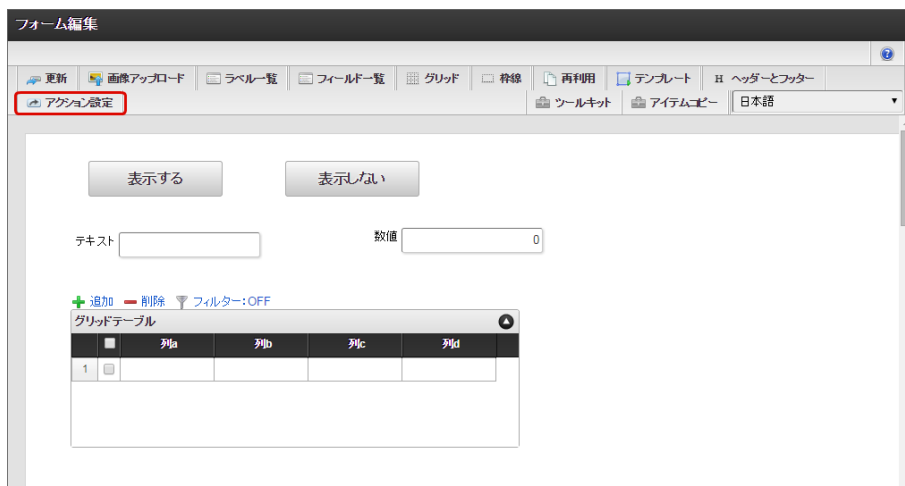 フォーム編集
更新 画像アップロード ラベル一覧 フィールド一覧 グリッド 枠線 再利用 テンプレート H ヘッダーとフッター
アクション設定 ツールキット アイテムコピー 日本語
表示する 表示しない
テキスト 数値 0
追加 削除 フィルター:OFF
グリッドテーブル
列a 列b 列c 列d
1